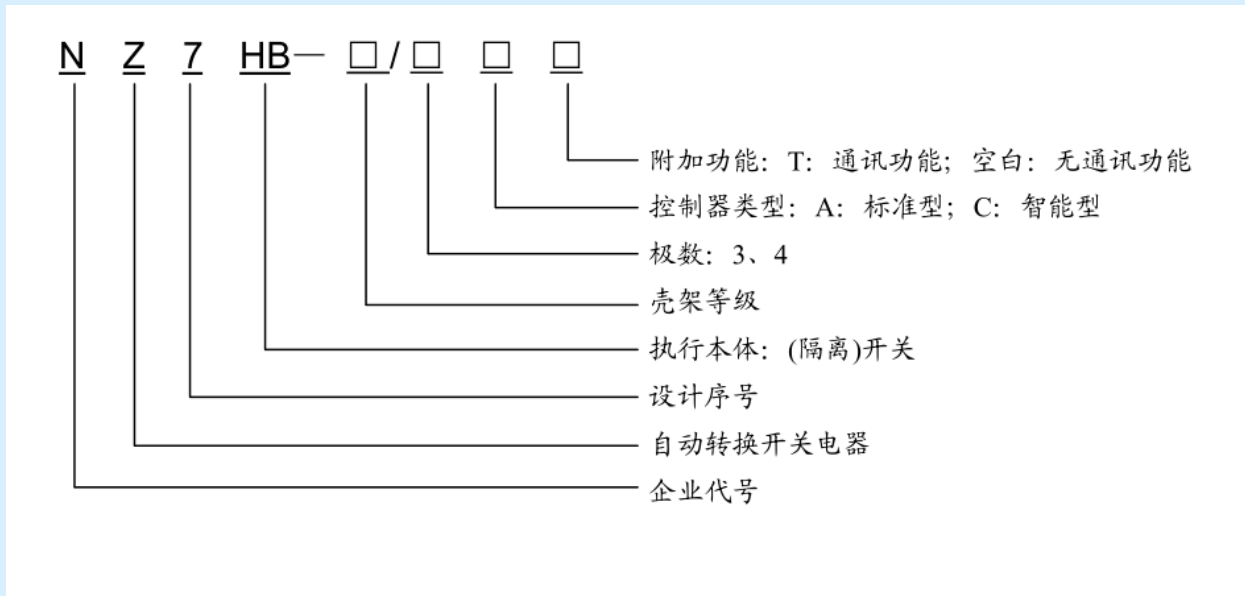 N Z 7 HB— □/□ □ □
附加功能：T：通讯功能；空白：无通讯功能
控制器类型：A：标准型；C：智能型
极数：3、4
壳架等级
执行本体：(隔离)开关
设计序号
自动转换开关电器
企业代号